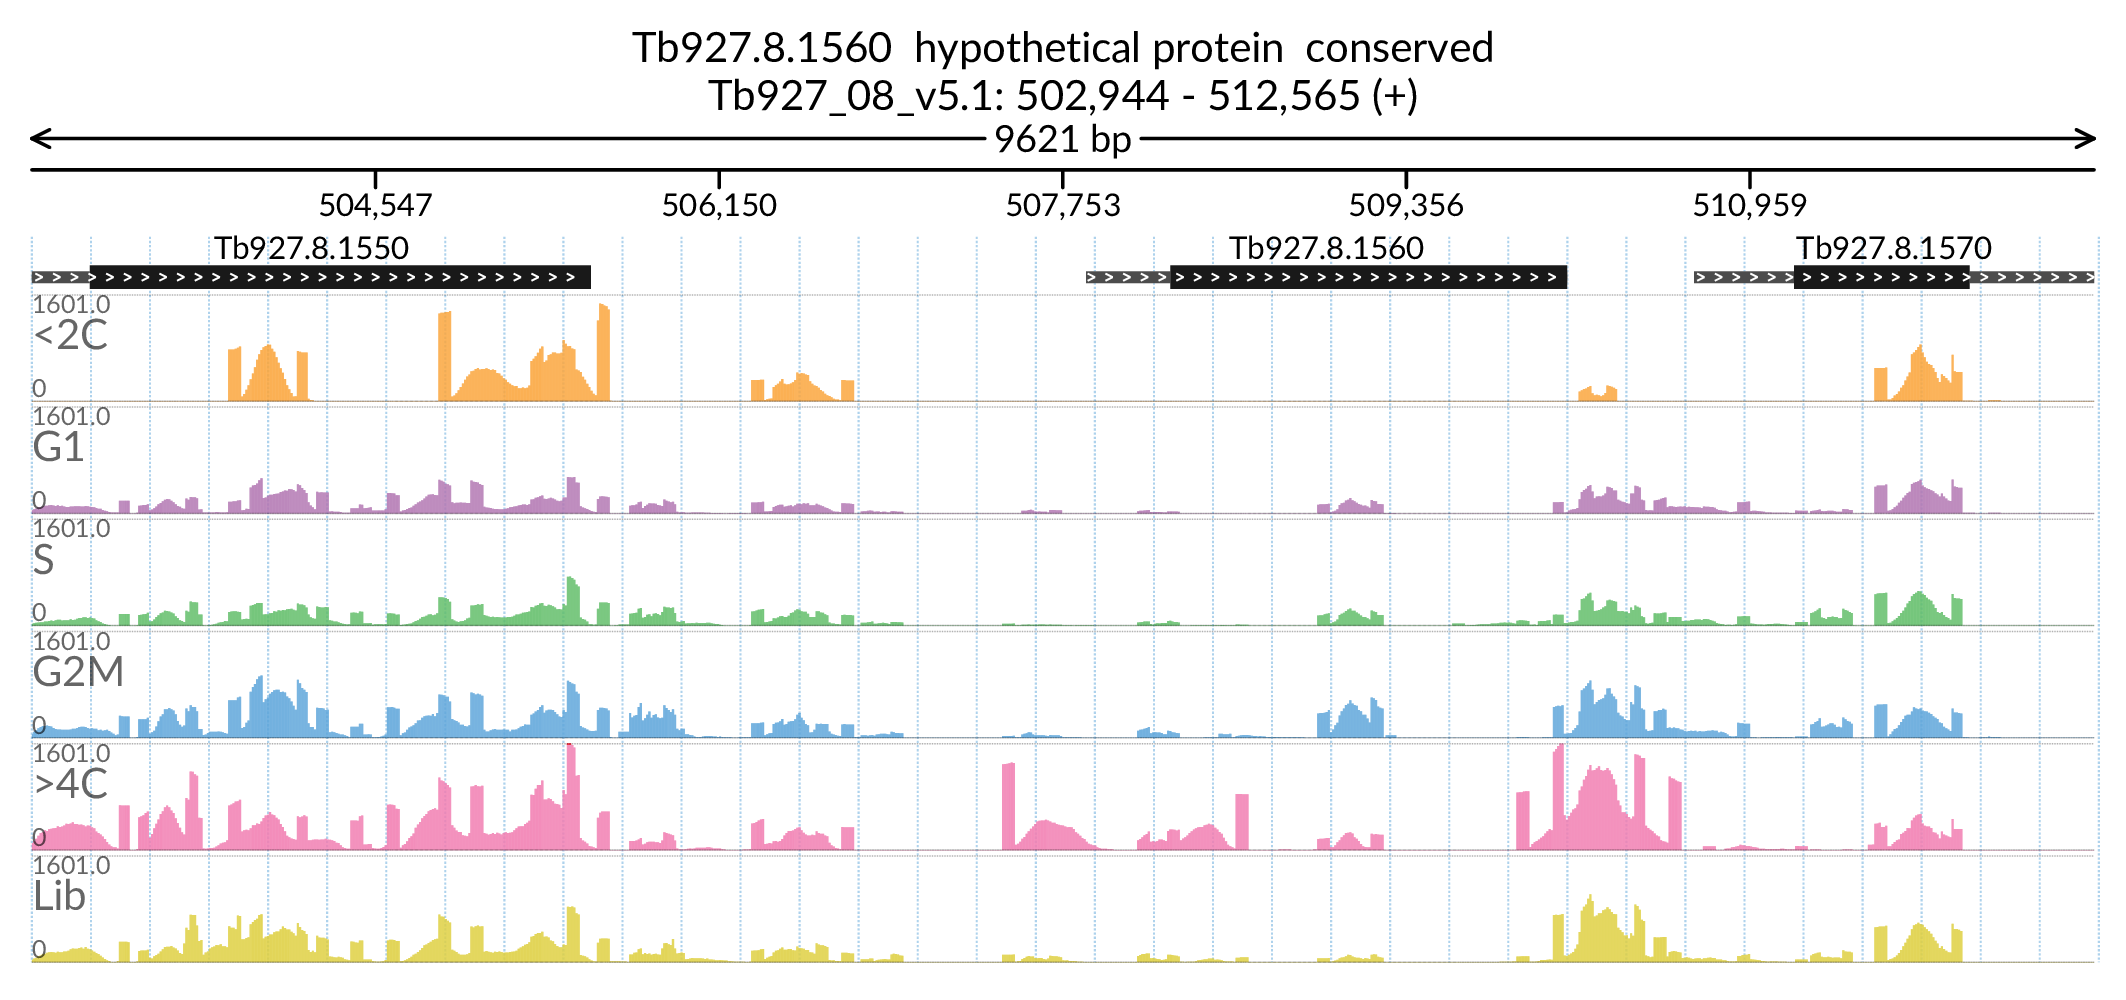 Tb927.8.1560  hypothetical protein  conserved
Tb927_08_v5.1: 502,944 - 512,565 (+)
9621 bp
504,547 506,150 507,753 509,356 510,959
Tb927.8.1550 Tb927.8.1560 Tb927.8.1570
1601.0
<2C
0
1601.0
G1
0
1601.0
S
0
1601.0
G2M
0
1601.0
>4C
0
1601.0
Lib
0